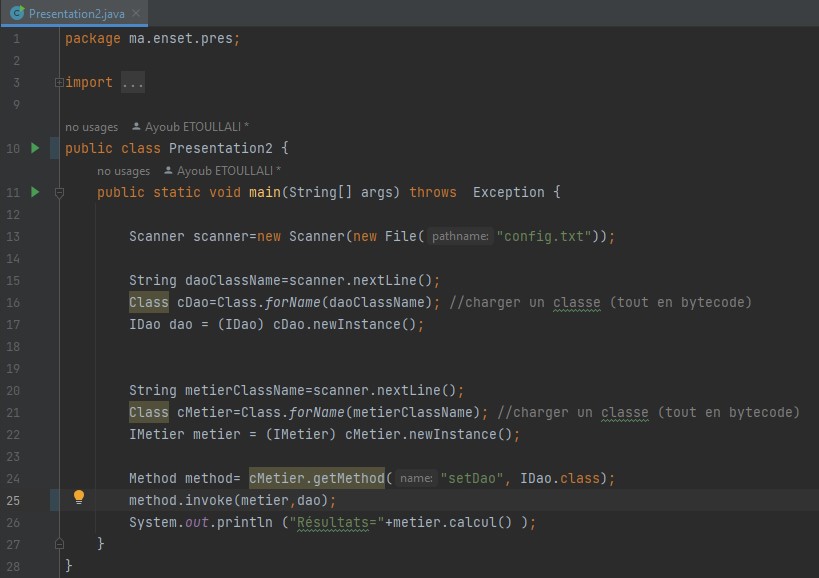 Presentation2.java
1 package ma.enset.pres;
2
3 import ...
9
no usages Ayoub ETOULLALI *
10 public class Presentation2 {
no usages Ayoub ETOULLALI *
11 public static void main(String[] args) throws  Exception {
12
13 Scanner scanner=new Scanner(new File( pathname: "config.txt"));
14
15 String daoClassName=scanner.nextLine();
16 Class cDao=Class.forName(daoClassName); //charger un classe (tout en bytecode)
17 IDao dao = (IDao) cDao.newInstance();
18
19
20 String metierClassName=scanner.nextLine();
21 Class cMetier=Class.forName(metierClassName); //charger un classe (tout en bytecode)
22 IMetier metier = (IMetier) cMetier.newInstance();
23
24 Method method= cMetier.getMethod( name: "setDao", IDao.class);
25 method.invoke(metier,dao);
26 System.out.println ("Résultats="+metier.calcul() );
27 }
28 }